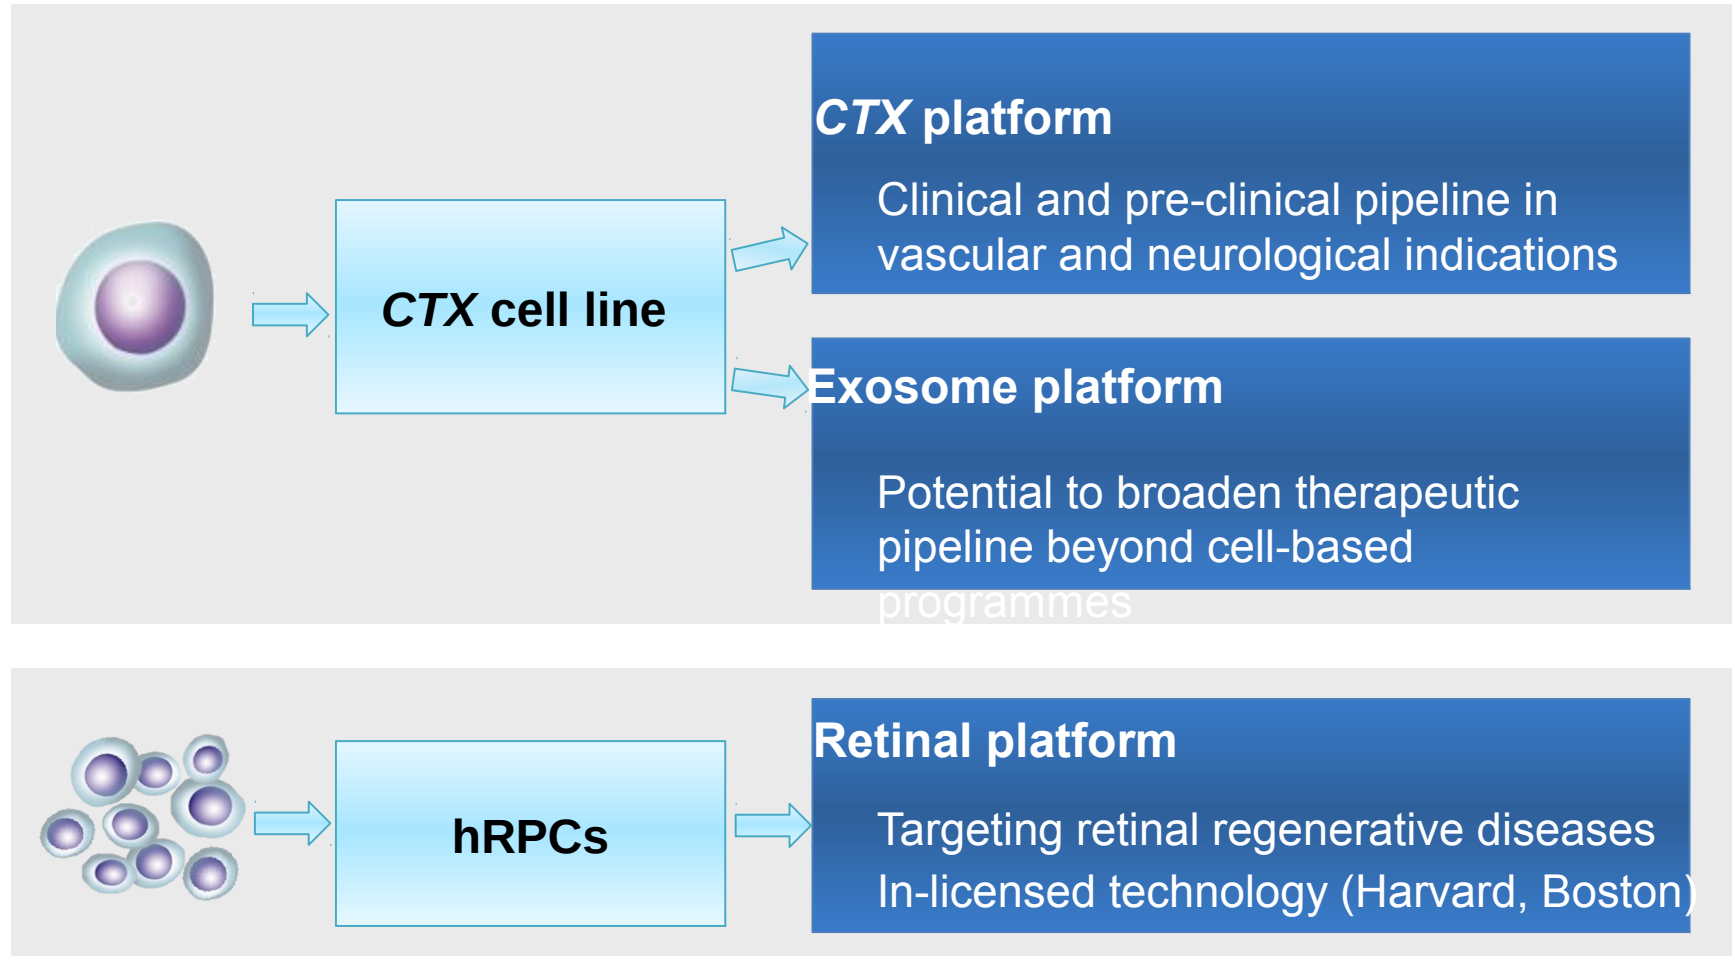 CTX platform
Clinical and pre-clinical pipeline in
vascular and neurological indications
CTX cell line
Exosome platform
Potential to broaden therapeutic
pipeline beyond cell-based
programmes
Retinal platform
hRPCs
Targeting retinal regenerative diseases
In-licensed technology (Harvard, Boston)